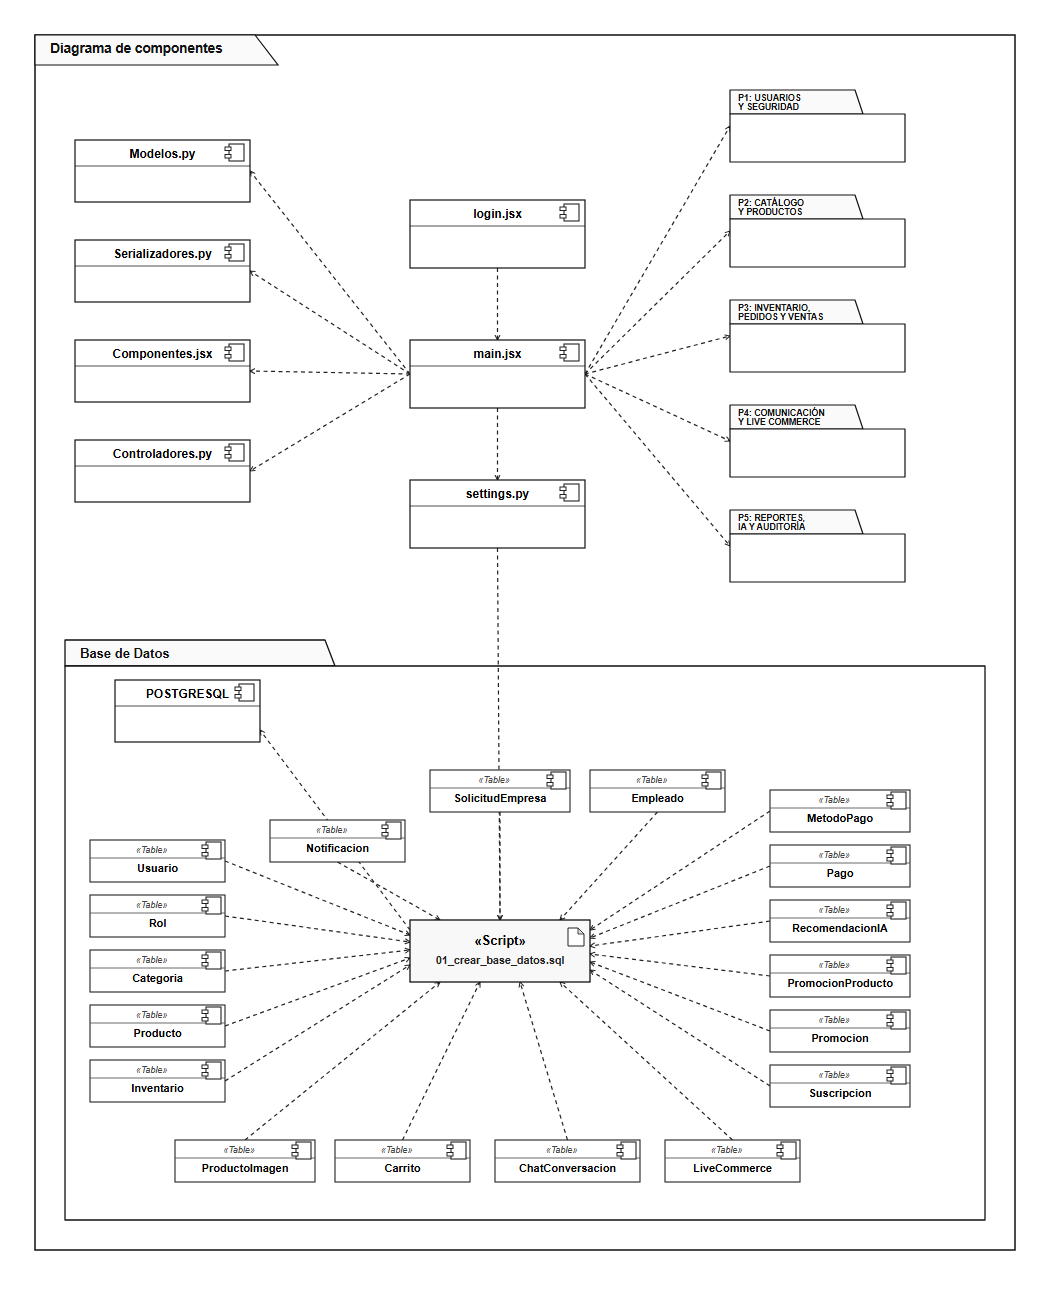 Diagrama de componentes
P1: USUARIOS
Y SEGURIDAD
Modelos.py
login.jsx
P2: CATÁLOGO
Y PRODUCTOS
Serializadores.py
P3: INVENTARIO,
PEDIDOS Y VENTAS
Componentes.jsx
main.jsx
P4: COMUNICACIÓN
Y LIVE COMMERCE
Controladores.py
settings.py
P5: REPORTES,
IA Y AUDITORÍA
Base de Datos
POSTGRESQL
«Table»
SolicitudEmpresa
«Table»
Empleado
«Table»
MetodoPago
«Table»
Notificacion
«Table»
Usuario
«Table»
Pago
«Table»
Rol
«Table»
RecomendacionIA
«Script»
01_crear_base_datos.sql
«Table»
Categoria
«Table»
PromocionProducto
«Table»
Producto
«Table»
Promocion
«Table»
Inventario
«Table»
Suscripcion
«Table»
ProductoImagen
«Table»
Carrito
«Table»
ChatConversacion
«Table»
LiveCommerce